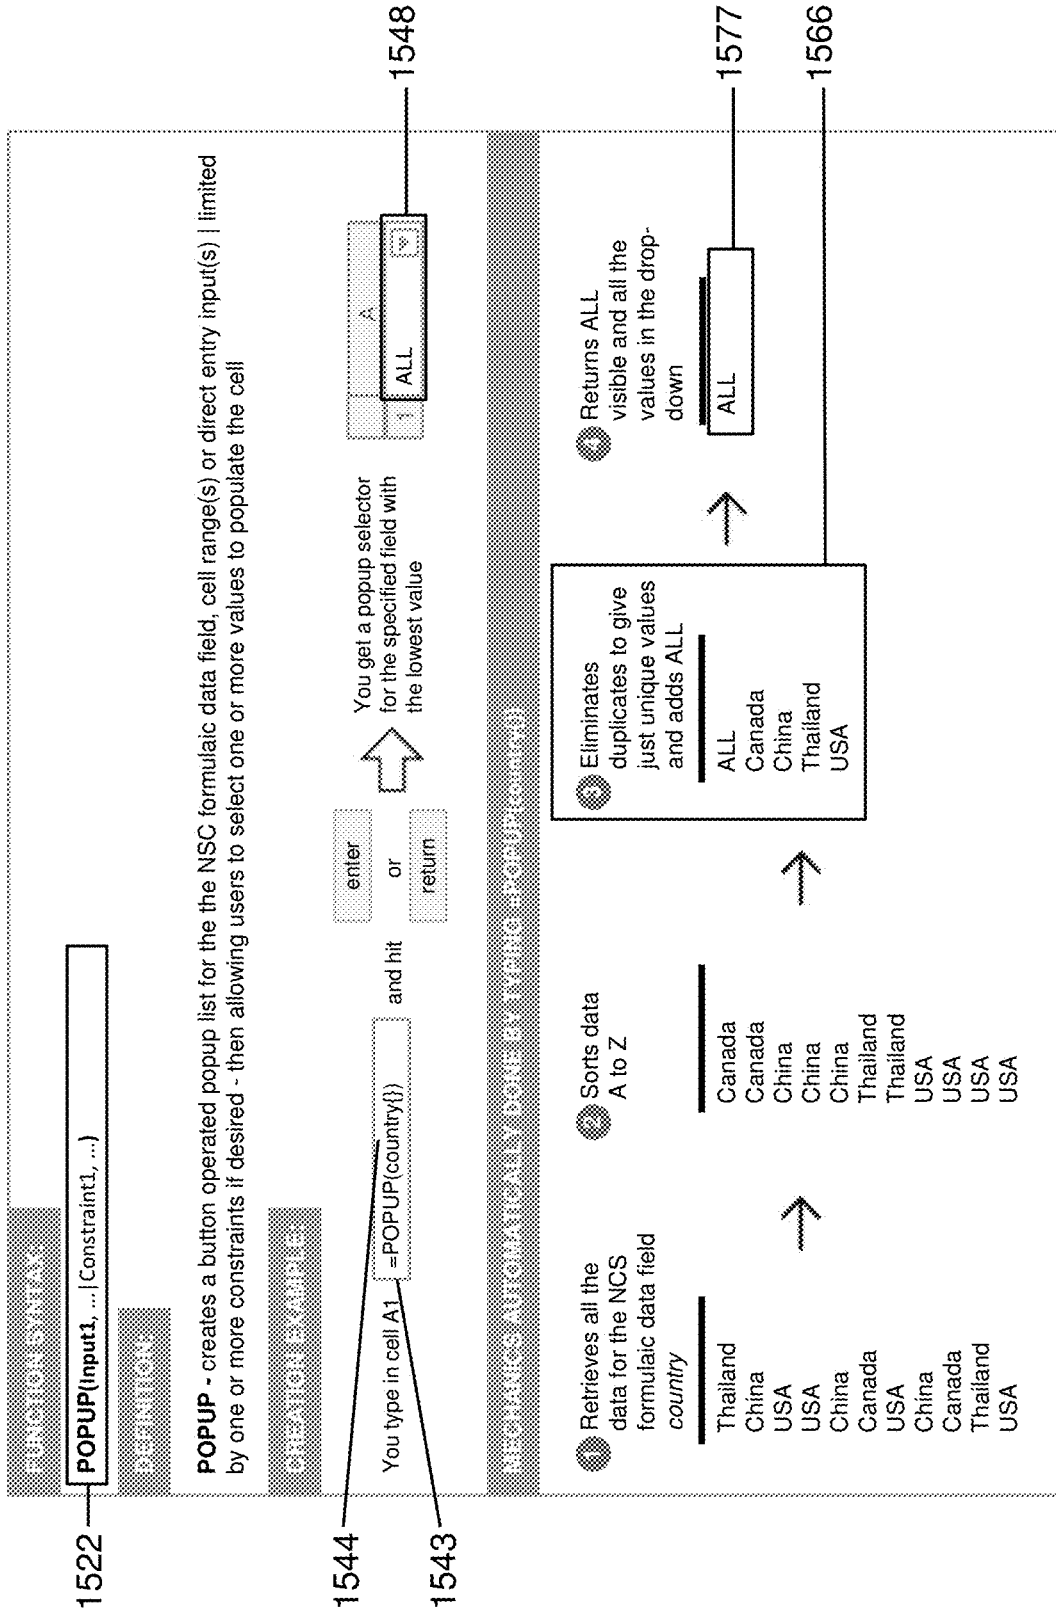 FUNCTION SYNTAX:
1522
POPUP(Input1, ...|Constraint1, ...)
DEFINITION:
POPUP - creates a button operated popup list for the the NSC formulaic data field, cell range(s) or direct entry input(s) | limited
by one or more constraints if desired - then allowing users to select one or more values to populate the cell
CREATION EXAMPLE:
1544
1543
You type in cell A1
=POPUP(country{})
and hit
enter
or
return
You get a popup selector
for the specified field with
the lowest value
A
1
ALL
1548
MECHANICS AUTOMATICALLY DONE BY TYPING =POPUP(country{})
1 Retrieves all the
data for the NCS
formulaic data field
country
Thailand
China
USA
USA
China
Canada
USA
China
Canada
Thailand
USA
2 Sorts data
A to Z
Canada
Canada
China
China
China
Thailand
Thailand
USA
USA
USA
USA
3 Eliminates
duplicates to give
just unique values
and adds ALL
ALL
Canada
China
Thailand
USA
4 Returns ALL
visible and all the
values in the drop-
down
ALL
1577
1566